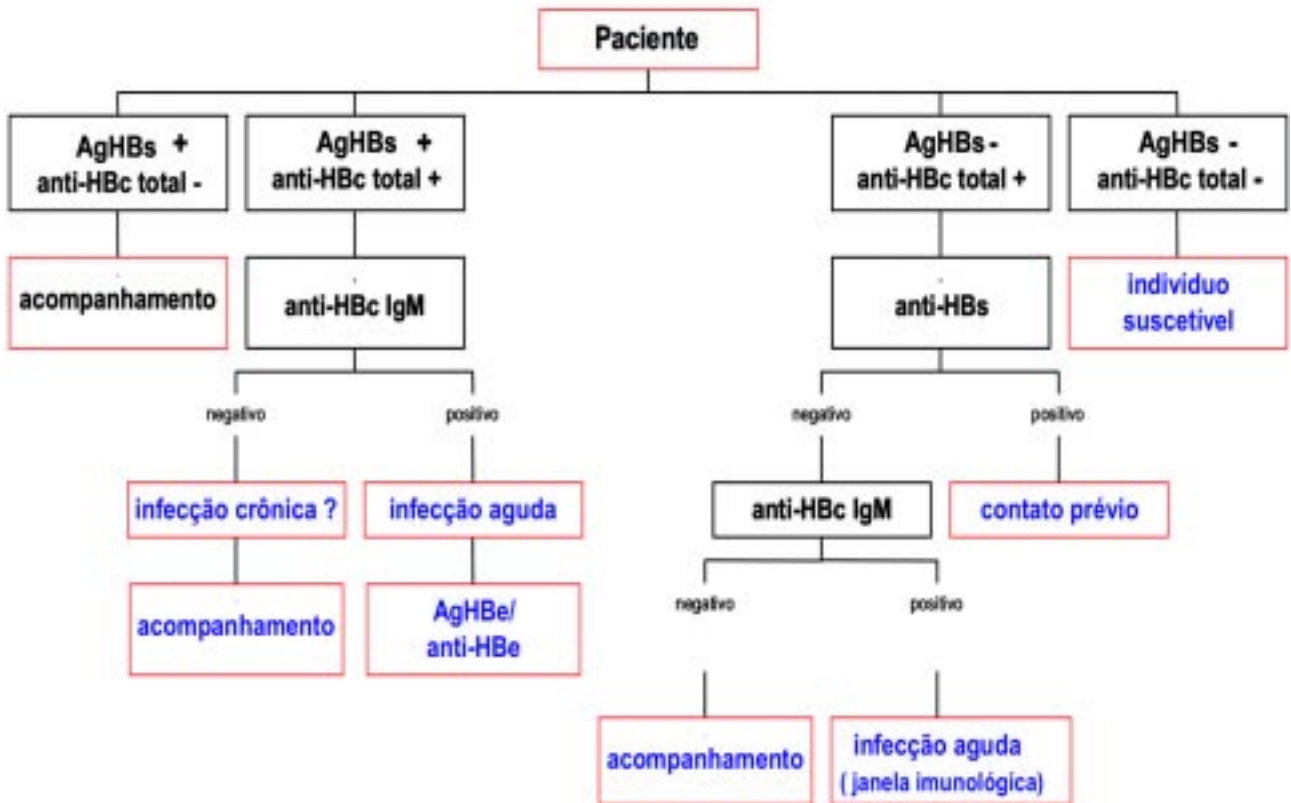 Paciente
AgHBs +
anti-HBc total -
AgHBs +
anti-HBc total +
AgHBs -
anti-HBc total +
AgHBs -
anti-HBc total -
acompanhamento
anti-HBc IgM
anti-HBs
individuo
suscetivel
negativo
positivo
negativo
positivo
infecção crônica ?
infecção aguda
anti-HBc IgM
contato prévio
acompanhamento
AgHBe/
anti-HBe
negativo
positivo
acompanhamento
infecção aguda
( janela imunológica)